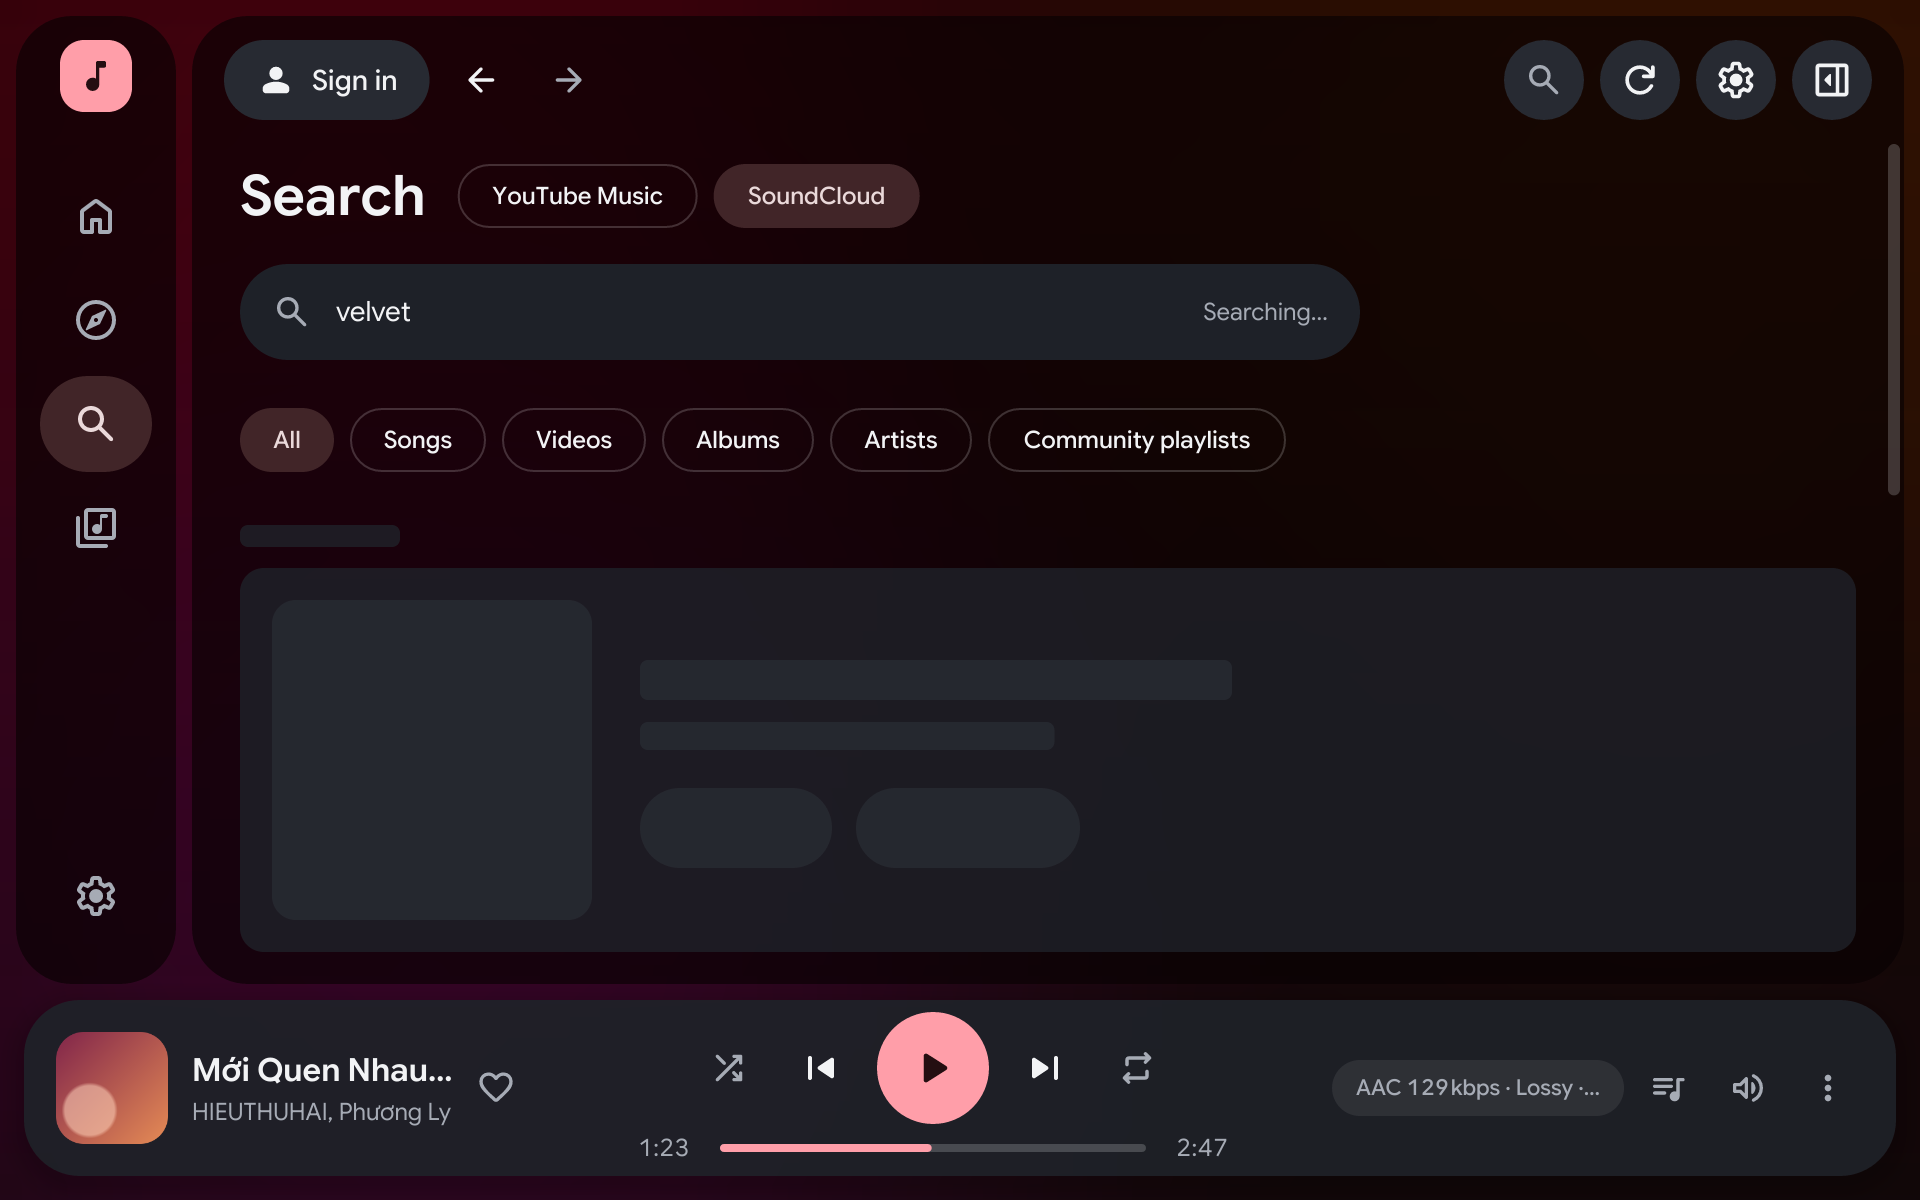 Sign in
Search
YouTube Music
SoundCloud
velvet
Searching...
All
Songs
Videos
Albums
Artists
Community playlists
Mới Quen Nhau...
HIEUTHUHAI, Phương Ly
1:23
2:47
AAC 129kbps · Lossy ·...